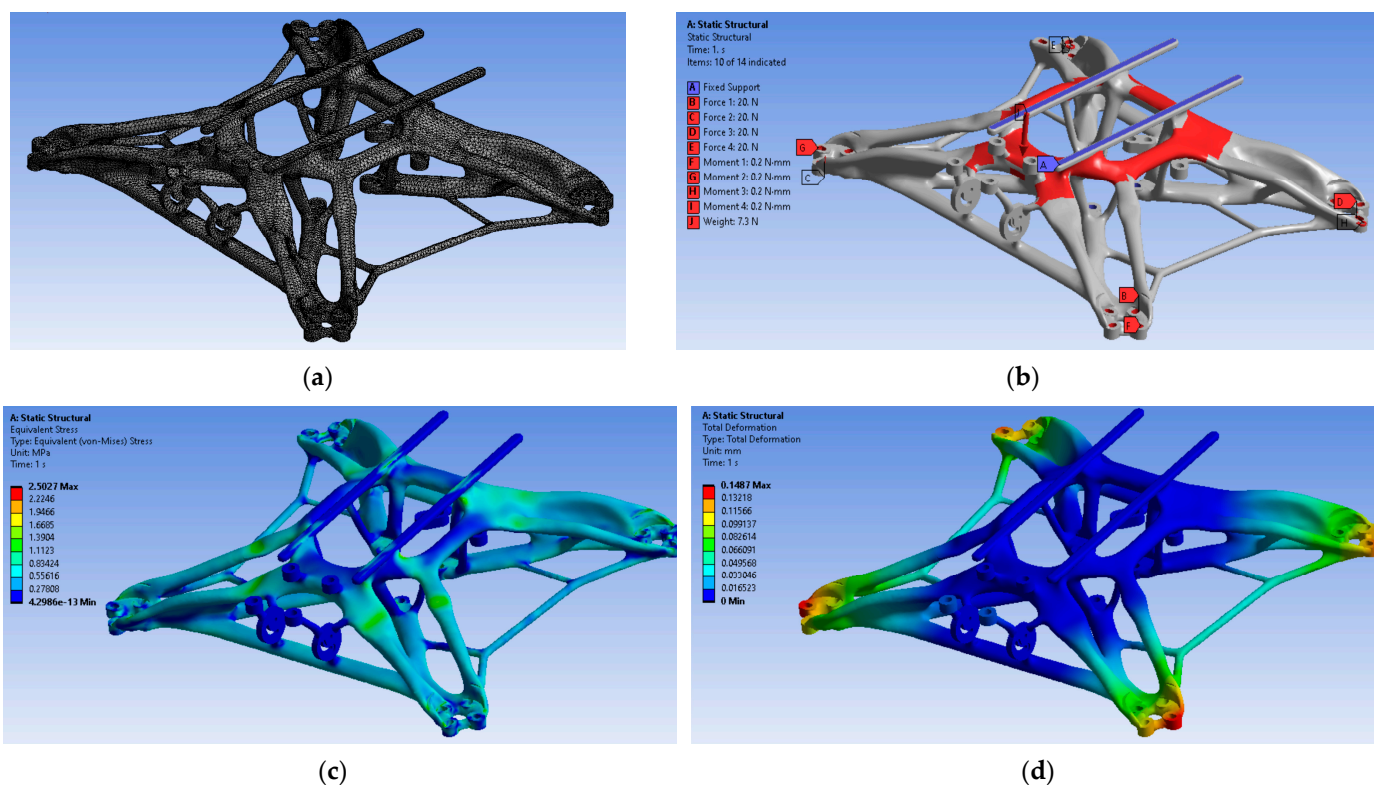 A: Static Structural
Static Structural
Time: 1. s
Items: 10 of 14 indicated
A Fixed Support
B Force 1: 20. N
C Force 2: 20. N
D Force 3: 20. N
E Force 4: 20. N
F Moment 1: 0.2 N-mm
G Moment 2: 0.2 N-mm
H Moment 3: 0.2 N-mm
I Moment 4: 0.2 N-mm
J Weight: 7.3 N
E
J
G
A
C
D
H
B
F
(a)
(b)
A: Static Structural
Equivalent Stress
Type: Equivalent (von-Mises) Stress
Unit: MPa
Time: 1 s
2.5027 Max
2.2246
1.9466
1.6685
1.3904
1.1123
0.83424
0.55616
0.27808
4.2986e-13 Min
A: Static Structural
Total Deformation
Type: Total Deformation
Unit: mm
Time: 1 s
0.1487 Max
0.13218
0.11566
0.099137
0.082614
0.066091
0.049568
0.016523
0 Min
(c)
(d)